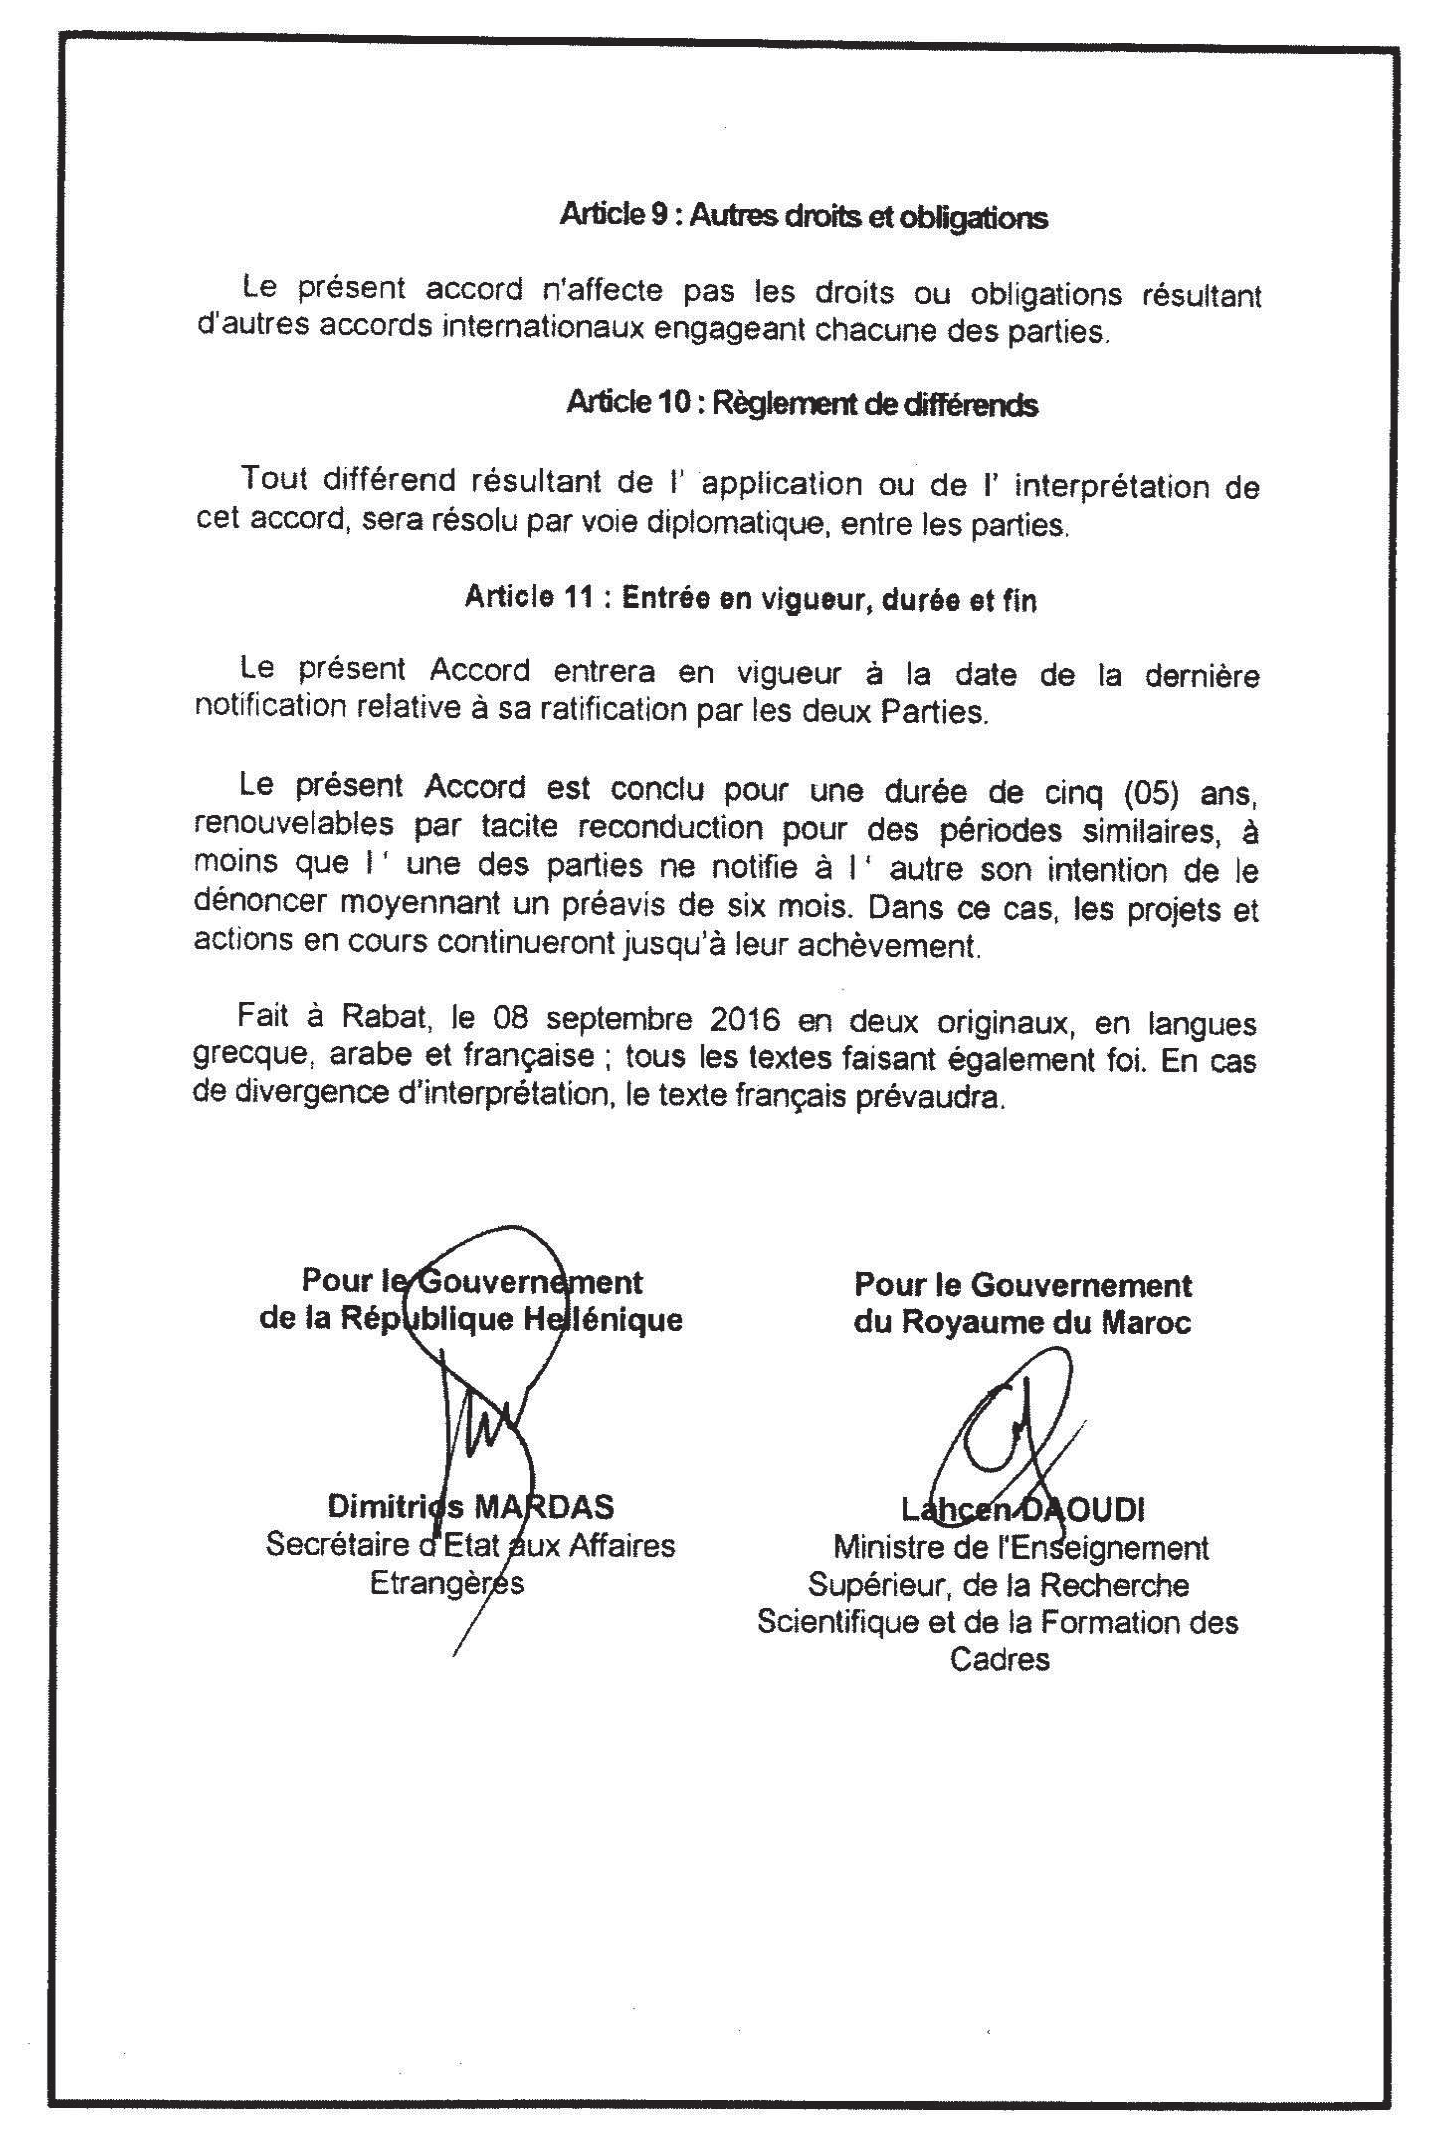 Article 9 : Autres droits et obligations
Le présent accord n'affecte pas les droits ou obligations résultant
d'autres accords internationaux engageant chacune des parties.
Article 10 : Règlement de différends
Tout différend résultant de l' application ou de l' interprétation de
cet accord, sera résolu par voie diplomatique, entre les parties.
Article 11 : Entrée en vigueur, durée et fin
Le présent Accord entrera en vigueur à la date de la dernière
notification relative à sa ratification par les deux Parties.
Le présent Accord est conclu pour une durée de cinq (05) ans,
renouvelables par tacite reconduction pour des périodes similaires, à
moins que l ' une des parties ne notifie à l ' autre son intention de le
dénoncer moyennant un préavis de six mois. Dans ce cas, les projets et
actions en cours continueront jusqu'à leur achèvement.
Fait à Rabat, le 08 septembre 2016 en deux originaux, en langues
grecque, arabe et française ; tous les textes faisant également foi. En cas
de divergence d'interprétation, le texte français prévaudra.
Pour le Gouvernement
de la République Hellénique
Dimitrios MARDAS
Secrétaire d'Etat aux Affaires
Etrangères
Pour le Gouvernement
du Royaume du Maroc
Lahcen DAOUDI
Ministre de l'Enseignement
Supérieur, de la Recherche
Scientifique et de la Formation des
Cadres